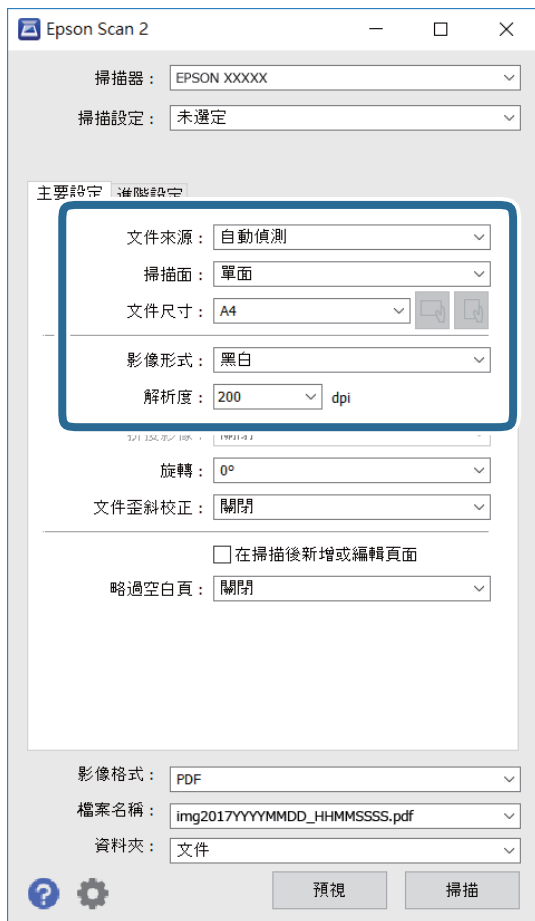 Epson Scan 2
掃描器： EPSON XXXXX
掃描設定： 未選定
主要設定 進階設定
文件來源： 自動偵測
掃描面： 單面
文件尺寸： A4
影像形式： 黑白
解析度： 200 dpi
旋轉： 0°
文件歪斜校正： 關閉
在掃描後新增或編輯頁面
略過空白頁： 關閉
影像格式： PDF
檔案名稱： img2017YYYYMMDD_HHMMSSSS.pdf
資料夾： 文件
預視 掃描